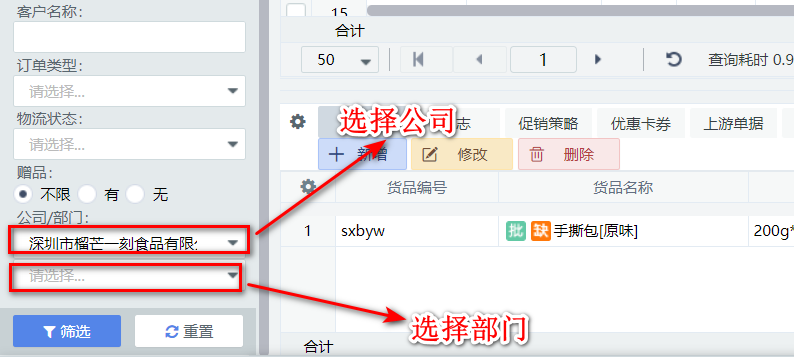 客户名称:
订单类型:
请选择...
物流状态:
请选择...
赠品:
不限 有 无
公司/部门:
深圳市榴芒一刻食品有限
请选择...
筛选 重置
15
合计
50 1 查询耗时 0.9
选择公司
志 促销策略 优惠卡券 上游单据
新增 修改 删除
货品编号 货品名称
1 sxbyw 批 缺 手撕包[原味] 200g*
选择部门
合计